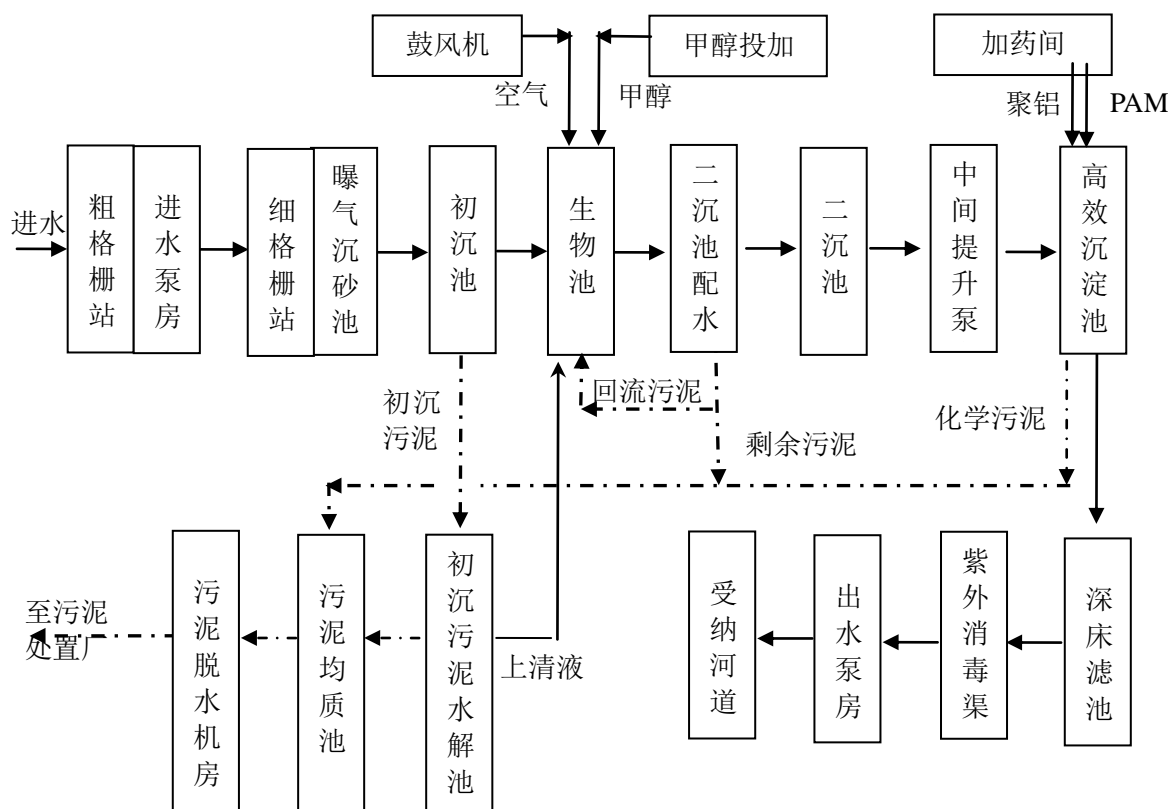 鼓风机
甲醇投加
加药间
空气
甲醇
聚铝
PAM
进水
粗格栅站
进水泵房
细格栅站
曝气沉砂池
初沉池
生物池
二沉池配水
二沉池
中间提升泵
高效沉淀池
初沉
污泥
回流污泥
剩余污泥
化学污泥
至污泥
处置厂
污泥脱水机房
污泥均质池
初沉污泥水解池
上清液
受纳河道
出水泵房
紫外消毒渠
深床滤池